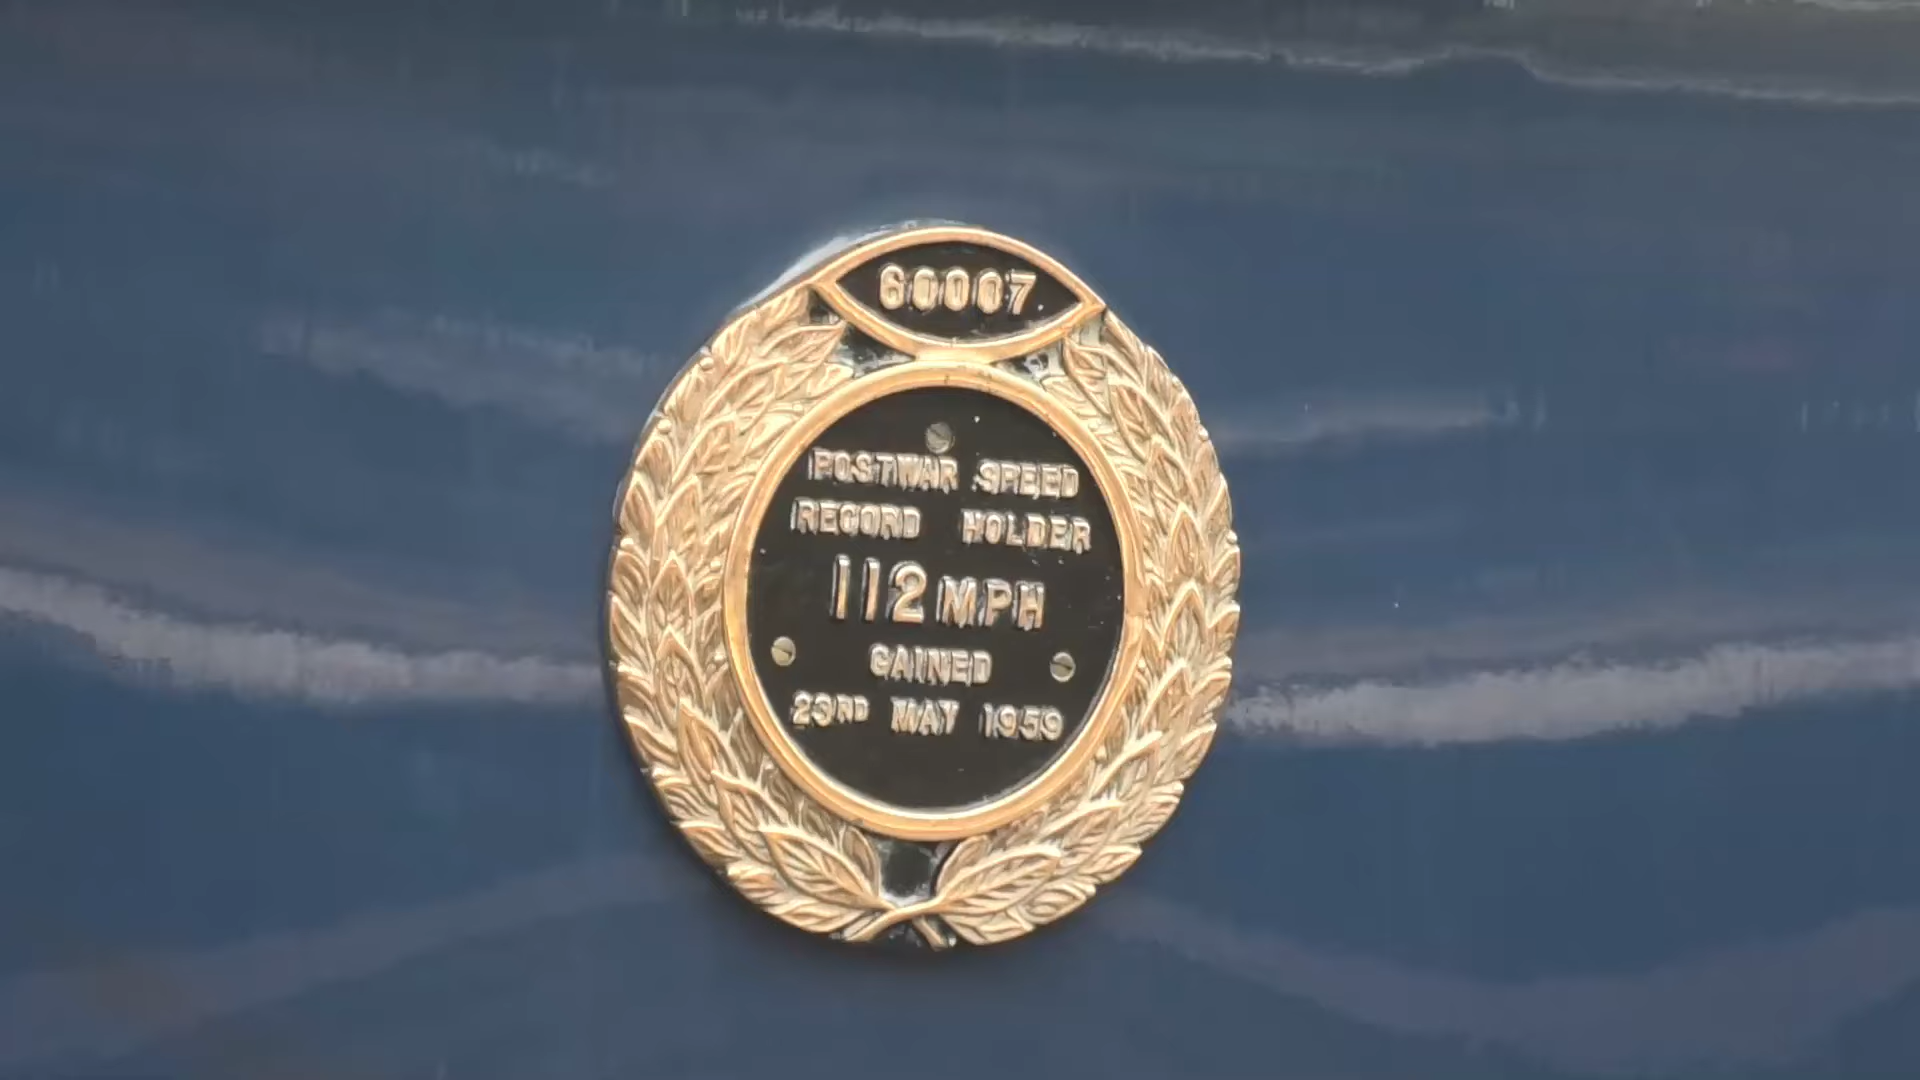 60007
POSTWAR SPEED
RECORD HOLDER
112 MPH
GAINED
23RD MAY 1959